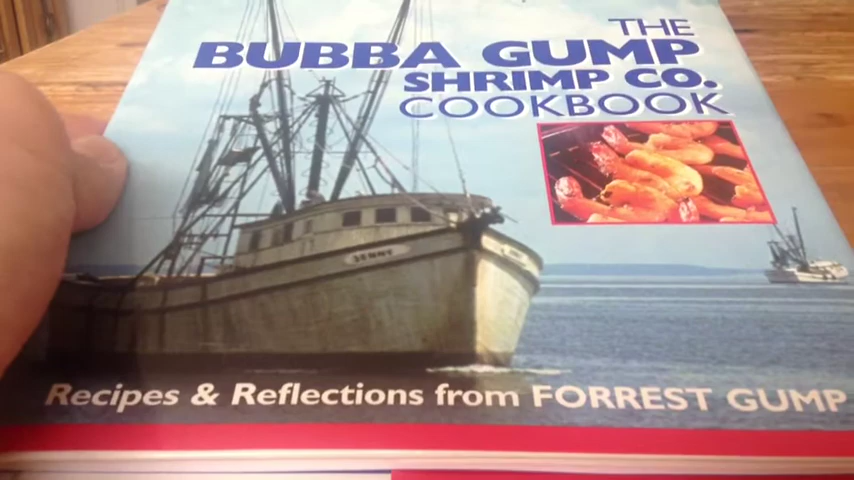 THE
BUBBA GUMP
SHRIMP CO.
COOKBOOK
JENNY
Recipes & Reflections from FORREST GUMP